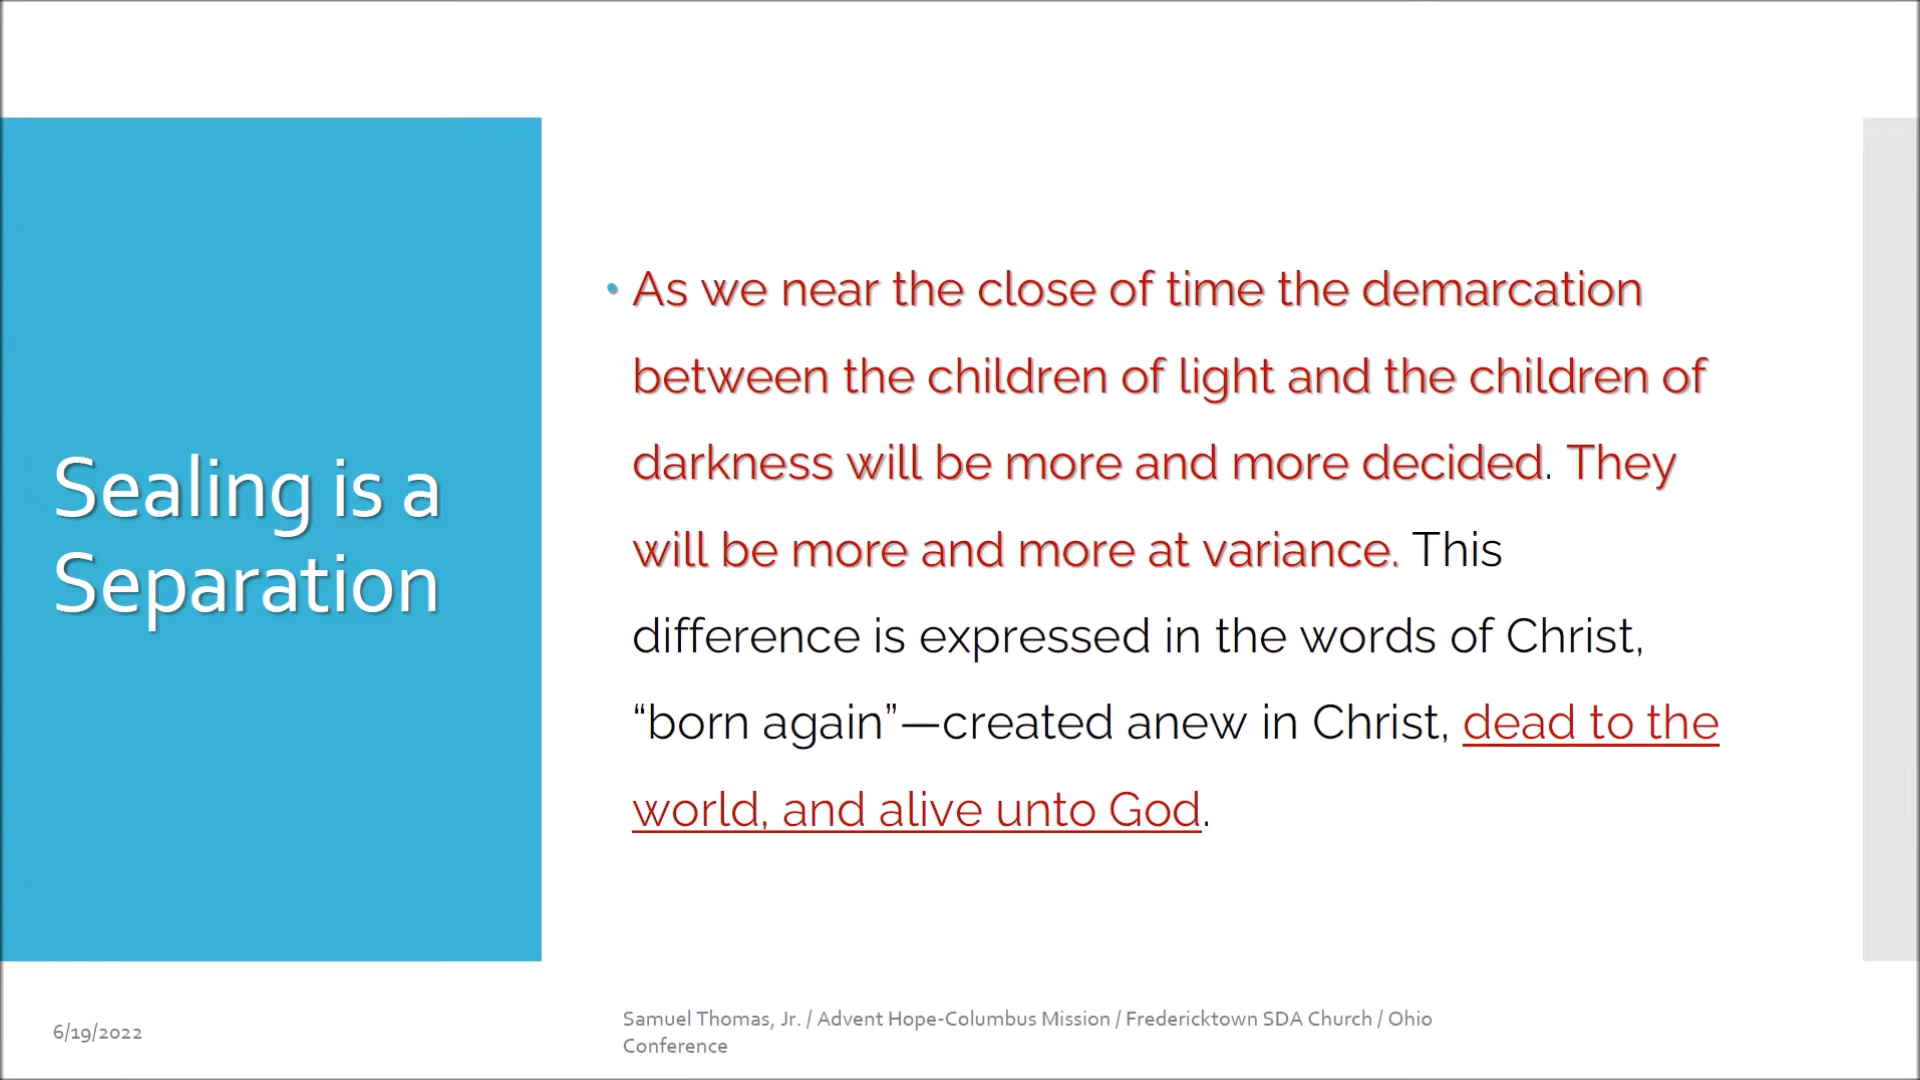 Sealing is a
Separation
• As we near the close of time the demarcation
between the children of light and the children of
darkness will be more and more decided. They
will be more and more at variance. This
difference is expressed in the words of Christ,
“born again”—created anew in Christ, dead to the
world, and alive unto God.
6/19/2022
Samuel Thomas, Jr. / Advent Hope-Columbus Mission / Fredericktown SDA Church / Ohio
Conference